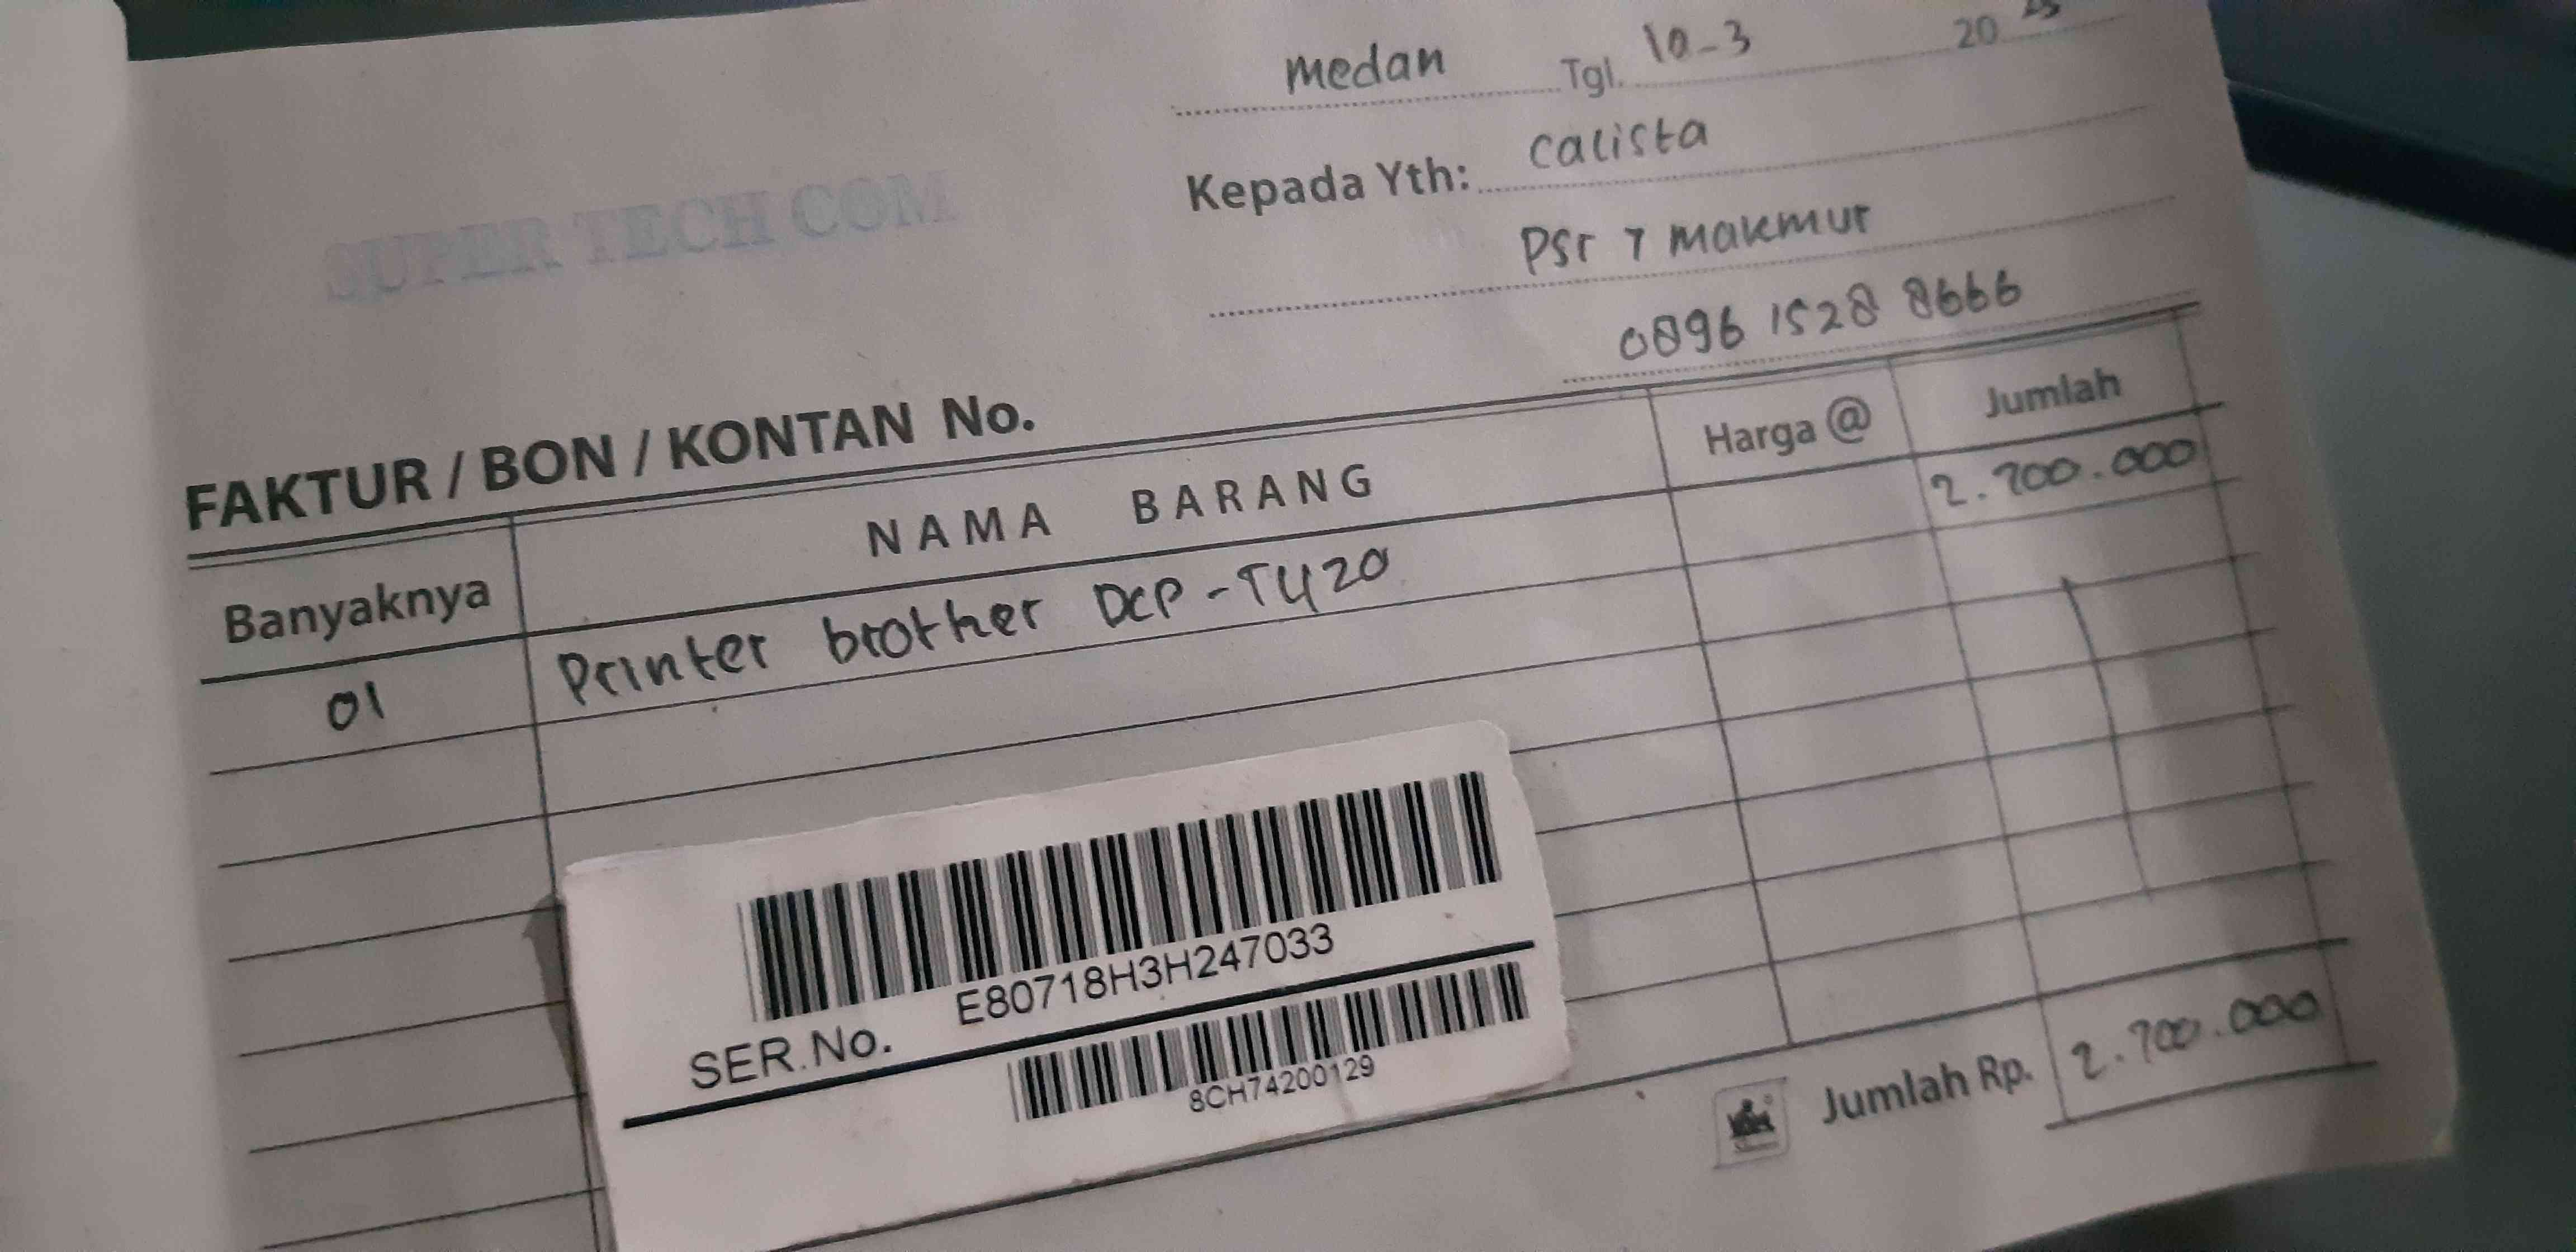 medan Tgl. 10-3 20
SUPER TECH COM
Kepada Yth: Calista
Psr 7 makmur
0896 1528 8666
FAKTUR / BON / KONTAN No.
Banyaknya NAMA BARANG Harga @ Jumlah
01 Printer brother DCP-T420 2.700.000
E80718H3H247033
SER.No.
8CH74200129
Jumlah Rp. 2.700.000